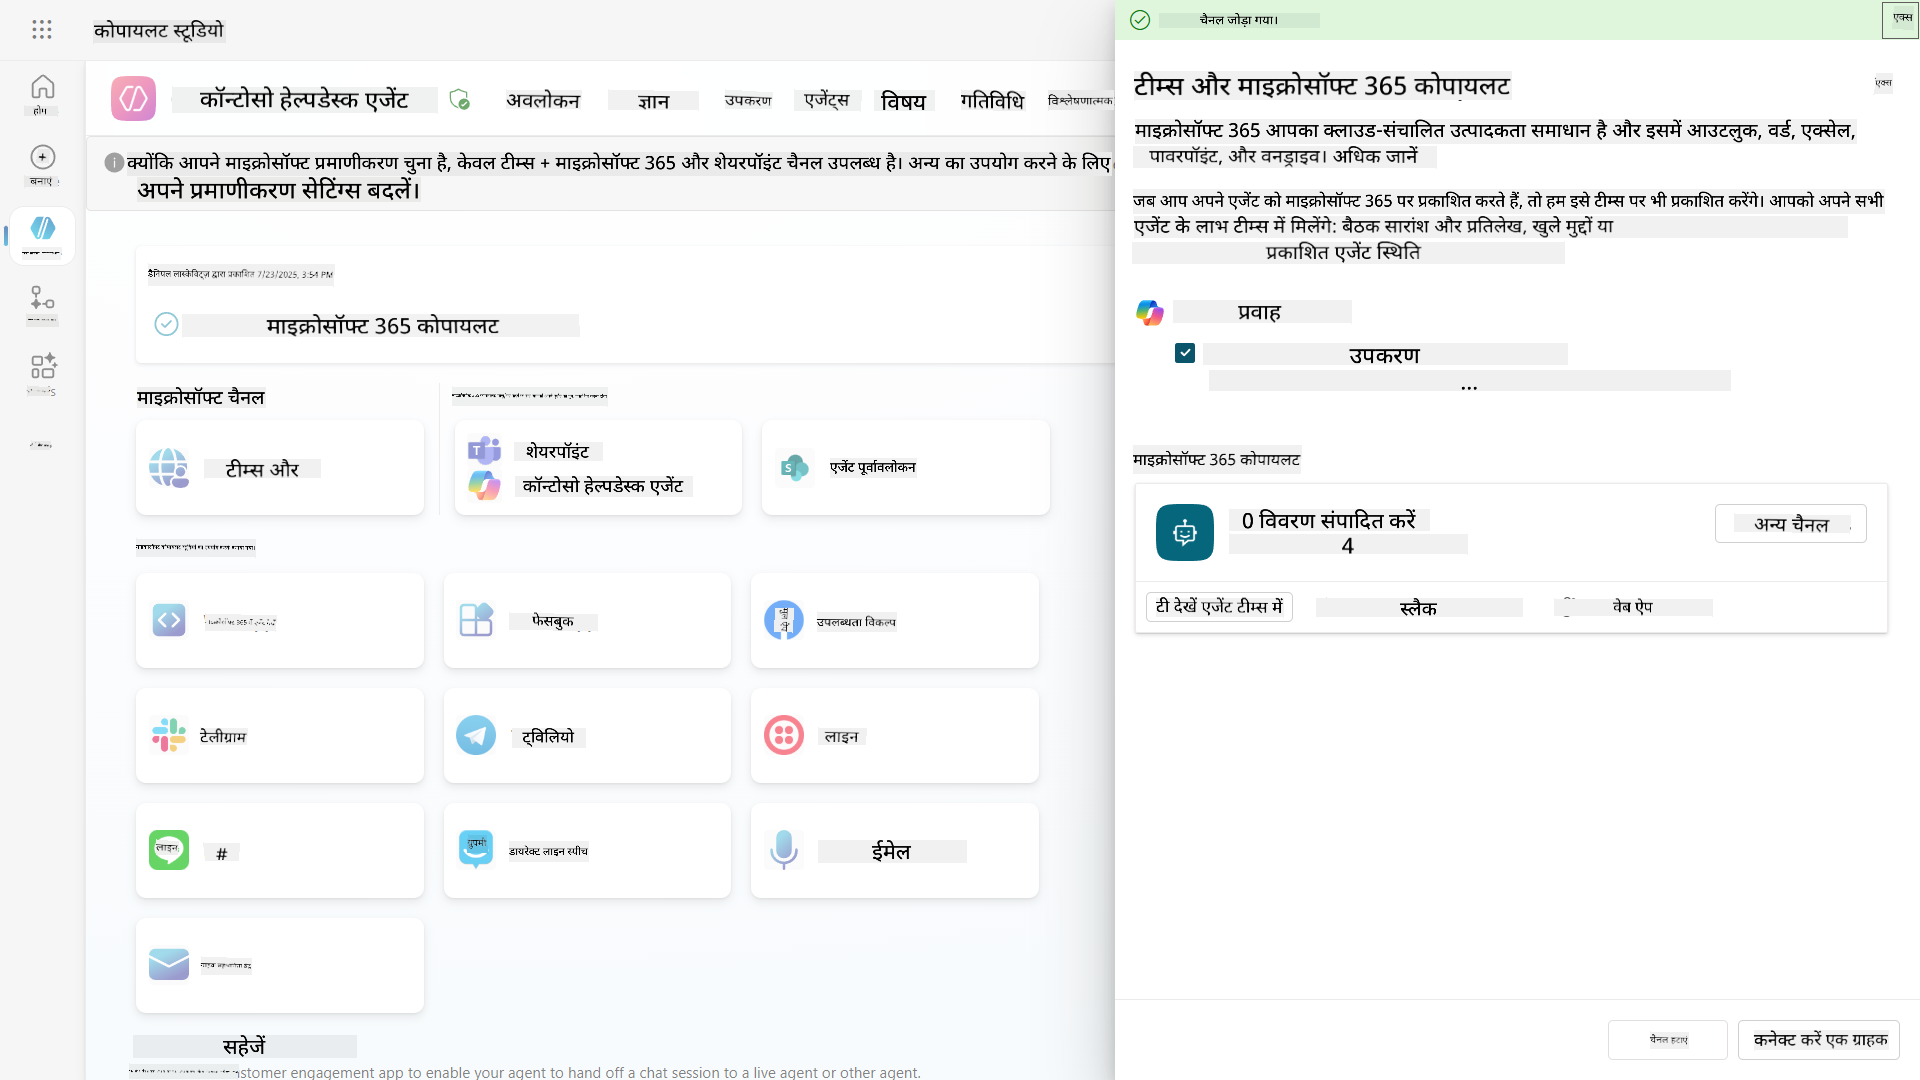 कोपायलट स्टूडियो
चैनल जोड़ा गया।
एक्स
होम
बनाएं
कॉन्टोसो हेल्पडेस्क एजेंट
अवलोकन
ज्ञान
उपकरण
एजेंट्स
विषय
गतिविधि
विश्लेषणात्मक
क्योंकि आपने माइक्रोसॉफ्ट प्रमाणीकरण चुना है, केवल टीम्स + माइक्रोसॉफ्ट 365 और शेयरपॉइंट चैनल उपलब्ध है। अन्य का उपयोग करने के लिए
अपने प्रमाणीकरण सेटिंग्स बदलें।
डैनियल लास्केविट्ज़ द्वारा प्रकाशित 7/23/2025, 3:54 PM
माइक्रोसॉफ्ट 365 कोपायलट
माइक्रोसॉफ्ट चैनल
टीम्स और
शेयरपॉइंट
कॉन्टोसो हेल्पडेस्क एजेंट
एजेंट पूर्वावलोकन
फेसबुक
उपलब्धता विकल्प
टेलीग्राम
ट्विलियो
लाइन
लाइन
#
ग्रुपमी
डायरेक्ट लाइन स्पीच
ईमेल
सहेजें
stomer engagement app to enable your agent to hand off a chat session to a live agent or other agent.
टीम्स और माइक्रोसॉफ्ट 365 कोपायलट
एक्स
माइक्रोसॉफ्ट 365 आपका क्लाउड-संचालित उत्पादकता समाधान है और इसमें आउटलुक, वर्ड, एक्सेल,
पावरपॉइंट, और वनड्राइव। अधिक जानें
जब आप अपने एजेंट को माइक्रोसॉफ्ट 365 पर प्रकाशित करते हैं, तो हम इसे टीम्स पर भी प्रकाशित करेंगे। आपको अपने सभी
एजेंट के लाभ टीम्स में मिलेंगे: बैठक सारांश और प्रतिलेख, खुले मुद्दों या
प्रकाशित एजेंट स्थिति
प्रवाह
उपकरण
...
माइक्रोसॉफ्ट 365 कोपायलट
0 विवरण संपादित करें
4
अन्य चैनल
टी देखें एजेंट टीम्स में
स्लैक
वेब ऐप
चैनल हटाएं
कनेक्ट करें एक ग्राहक